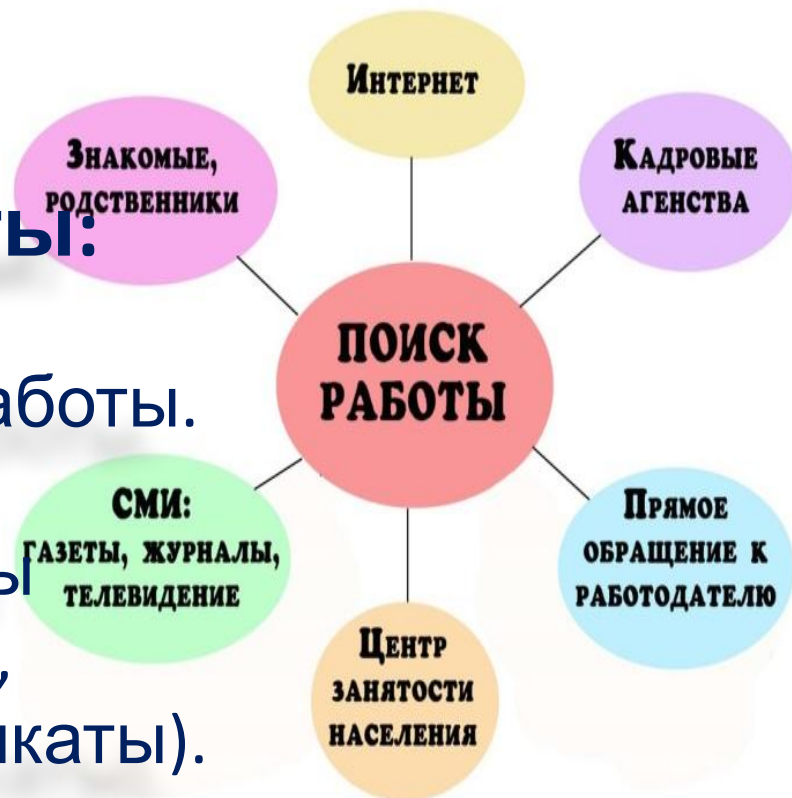 Интернет
Знакомые,
родственники
Кадровые
агенства
ты:
ПОИСК
РАБОТЫ
аботы.
СМИ:
газеты, журналы,
телевидение
ы
Прямое
обращение к
работодателю
Центр
занятости
населения
,
икаты).